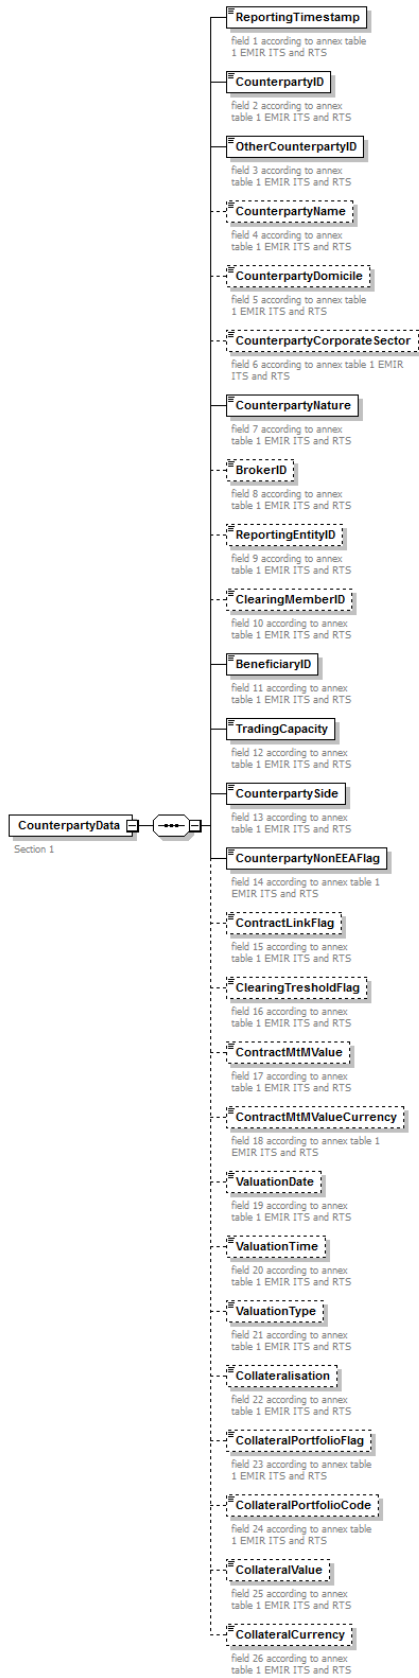 ReportingTimestamp
field 1 according to annex table
1 EMIR ITS and RTS
CounterpartyID
field 2 according to annex
table 1 EMIR ITS and RTS
OtherCounterpartyID
field 3 according to annex
table 1 EMIR ITS and RTS
CounterpartyName
field 4 according to annex
table 1 EMIR ITS and RTS
CounterpartyDomicile
field 5 according to annex table
1 EMIR ITS and RTS
CounterpartyCorporateSector
field 6 according to annex table 1 EMIR
ITS and RTS
CounterpartyNature
field 7 according to annex
table 1 EMIR ITS and RTS
BrokerID
field 8 according to annex
table 1 EMIR ITS and RTS
ReportingEntityID
field 9 according to annex
table 1 EMIR ITS and RTS
ClearingMemberID
field 10 according to annex
table 1 EMIR ITS and RTS
BeneficiaryID
field 11 according to annex
table 1 EMIR ITS and RTS
TradingCapacity
field 12 according to annex
table 1 EMIR ITS and RTS
CounterpartySide
field 13 according to annex
table 1 EMIR ITS and RTS
CounterpartyData
Section 1
CounterpartyNonEEAFlag
field 14 according to annex table 1
EMIR ITS and RTS
ContractLinkFlag
field 15 according to annex
table 1 EMIR ITS and RTS
ClearingTresholdFlag
field 16 according to annex
table 1 EMIR ITS and RTS
ContractMtMValue
field 17 according to annex
table 1 EMIR ITS and RTS
ContractMtMValueCurrency
field 18 according to annex table 1
EMIR ITS and RTS
ValuationDate
field 19 according to annex
table 1 EMIR ITS and RTS
ValuationTime
field 20 according to annex
table 1 EMIR ITS and RTS
ValuationType
field 21 according to annex
table 1 EMIR ITS and RTS
Collateralisation
field 22 according to annex
table 1 EMIR ITS and RTS
CollateralPortfolioFlag
field 23 according to annex table
1 EMIR ITS and RTS
CollateralPortfolioCode
field 24 according to annex table
1 EMIR ITS and RTS
CollateralValue
field 25 according to annex
table 1 EMIR ITS and RTS
CollateralCurrency
field 26 according to annex
table 1 EMIR ITS and RTS